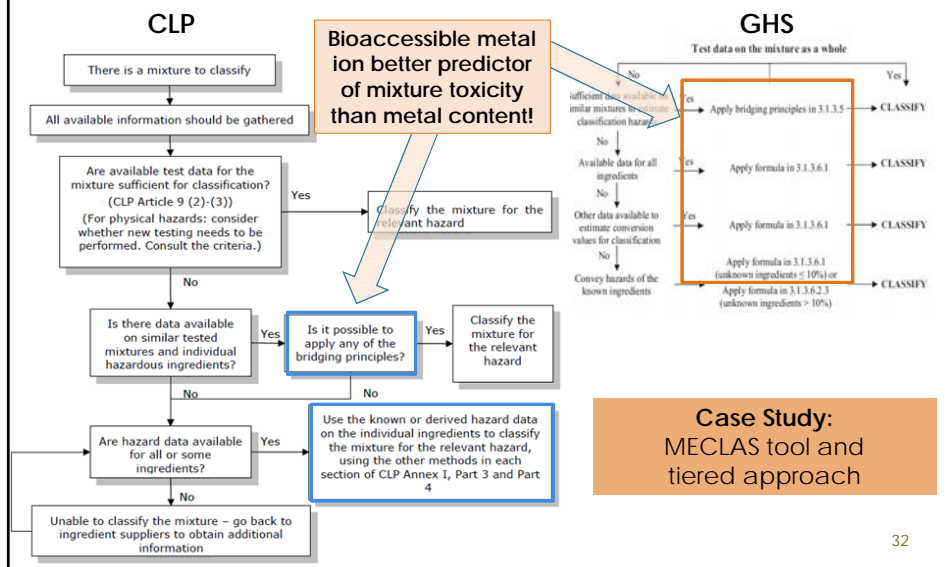 CLP
There is a mixture to classify
All available information should be gathered
Are available test data for the
mixture sufficient for classification?
(CLP Article 9 (2)-(3))
(For physical hazards: consider
whether new testing needs to be
performed. Consult the criteria.)
Yes
Classify the mixture for the
relevant hazard
No
Is there data available
on similar tested
mixtures and individual
hazardous ingredients?
Yes
Is it possible to
apply any of the
bridging principles?
Yes
Classify the
mixture for
the relevant
hazard
No
No
Are hazard data available
for all or some
ingredients?
Yes
Use the known or derived hazard data
on the individual ingredients to classify
the mixture for the relevant hazard,
using the other methods in each
section of CLP Annex I, Part 3 and Part
4
No
Unable to classify the mixture – go back to
ingredient suppliers to obtain additional
information
Bioaccessible metal
ion better predictor
of mixture toxicity
than metal content!
GHS
Test data on the mixture as a whole
No
Yes
data available
similar mixtures to
classification
Yes
Apply bridging principles in 3.1.3.5
CLASSIFY
No
Available data for all
ingredients
Yes
Apply formula in 3.1.3.6.1
CLASSIFY
No
Other data available to
estimate conversion
values for classification
Yes
Apply formula in 3.1.3.6.1
CLASSIFY
No
Convey hazards of the
known ingredients
Apply formula in 3.1.3.6.1
(unknown ingredients ≤ 10%) or
Apply formula in 3.1.3.6.2.3
(unknown ingredients > 10%)
CLASSIFY
Case Study:
MECLAS tool and
tiered approach
32